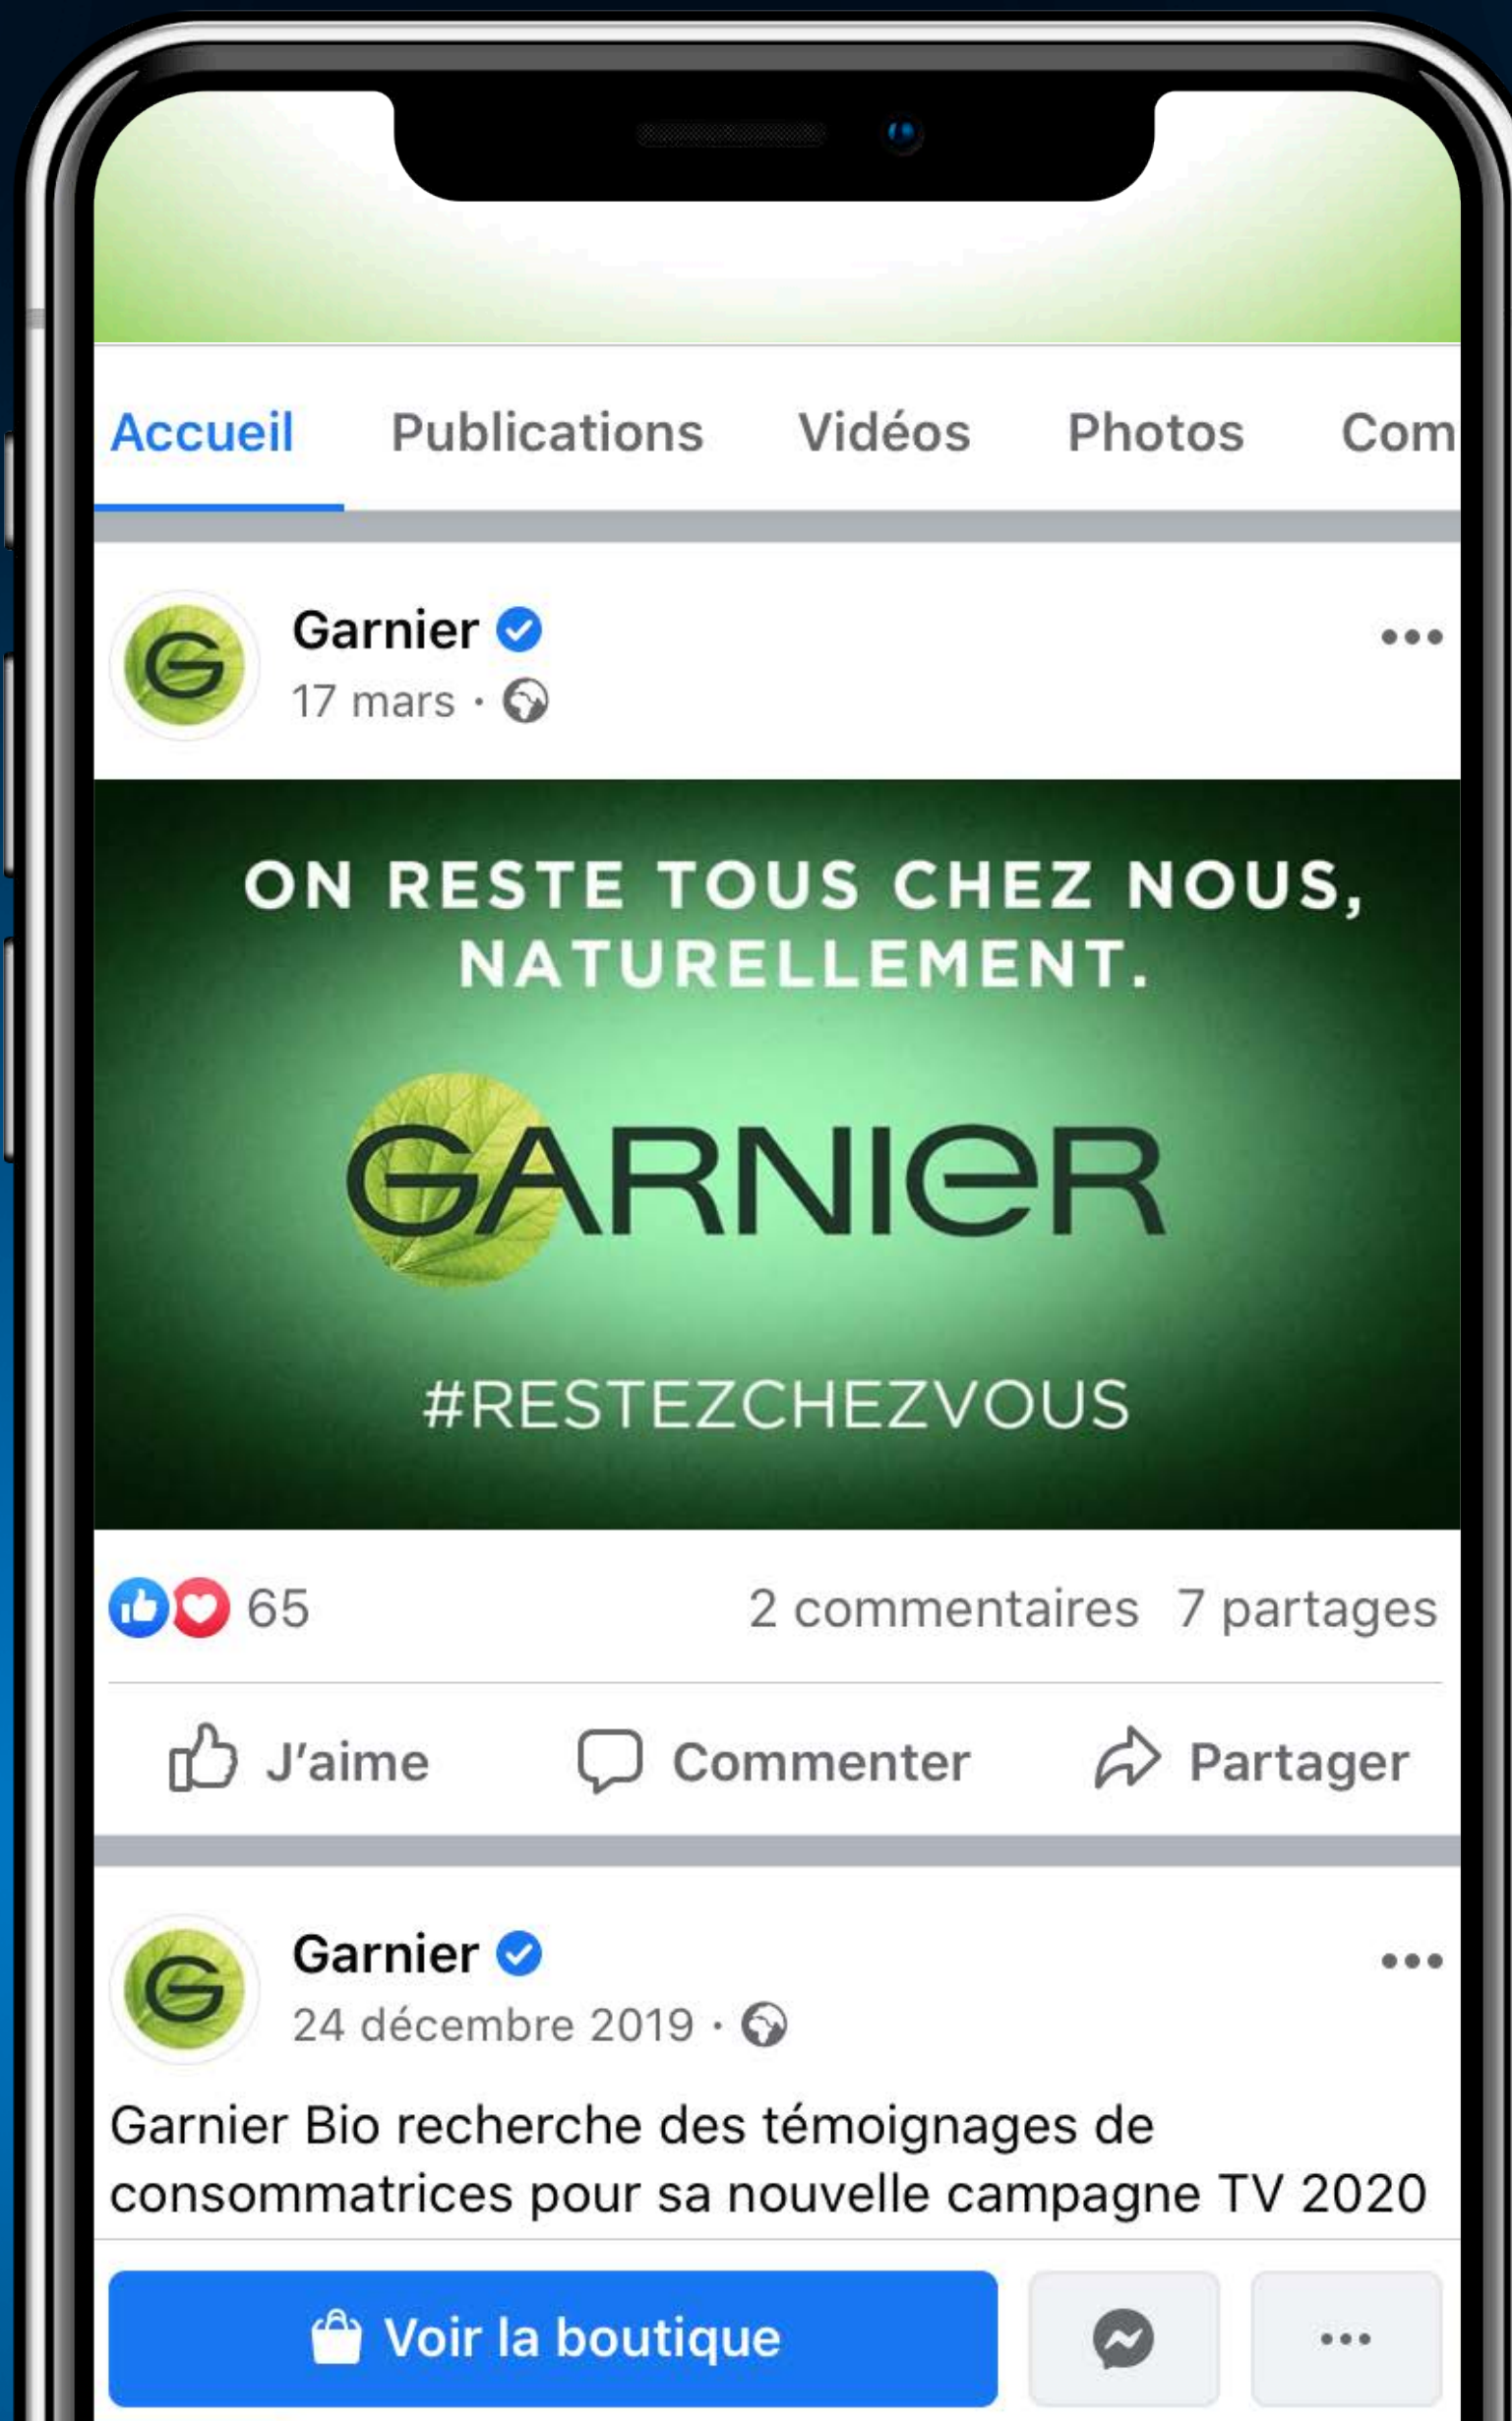 Accueil Publications Vidéos Photos Com
Garnier
17 mars ·
ON RESTE TOUS CHEZ NOUS,
NATURELLEMENT.
GARNIER
#RESTEZCHEZVOUS
65 2 commentaires 7 partages
J'aime Commenter Partager
Garnier
24 décembre 2019 ·
Garnier Bio recherche des témoignages de
consommatrices pour sa nouvelle campagne TV 2020
Voir la boutique